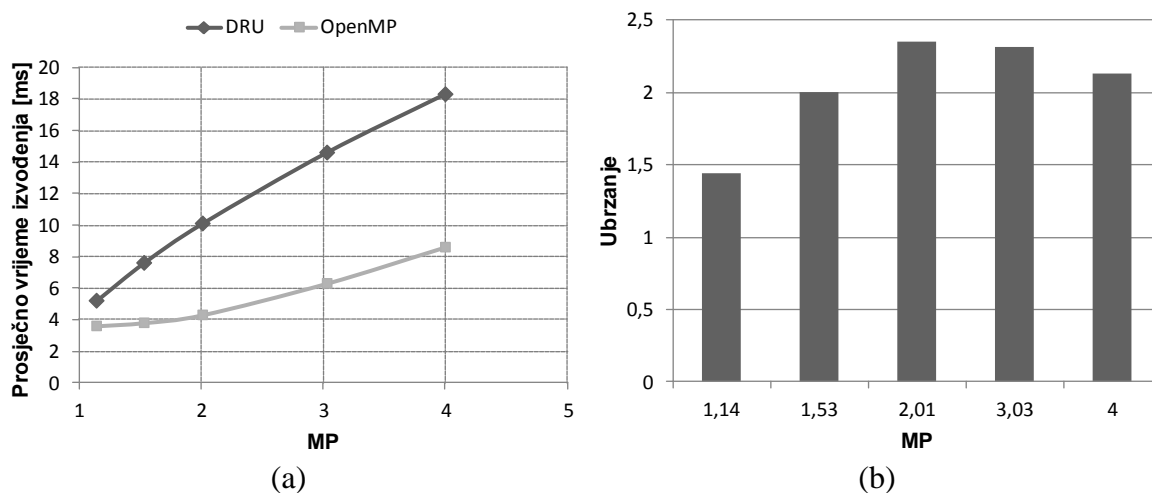 DRU OpenMP
Prosječno vrijeme izvođenja [ms]
20
18
16
14
12
10
8
6
4
2
0
1 2 3 4 5
MP
(a)
Ubrzanje
2,5
2
1,5
1
0,5
0
1,14 1,53 2,01 3,03 4
MP
(b)